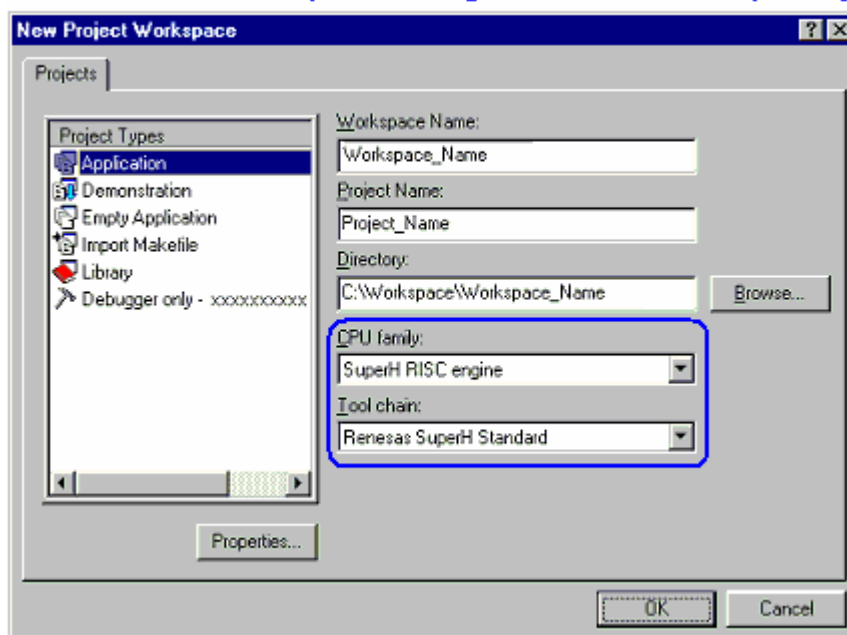 New Project Workspace
Projects
Project Types
Application
Demonstration
Empty Application
Import Makefile
Library
Debugger only - xxxxxxxxxx
Properties...
Workspace Name:
Workspace_Name
Project Name:
Project_Name
Directory:
C:\Workspace\Workspace_Name
Browse...
CPU family:
SuperH RISC engine
Tool chain:
Renesas SuperH Standard
OK
Cancel